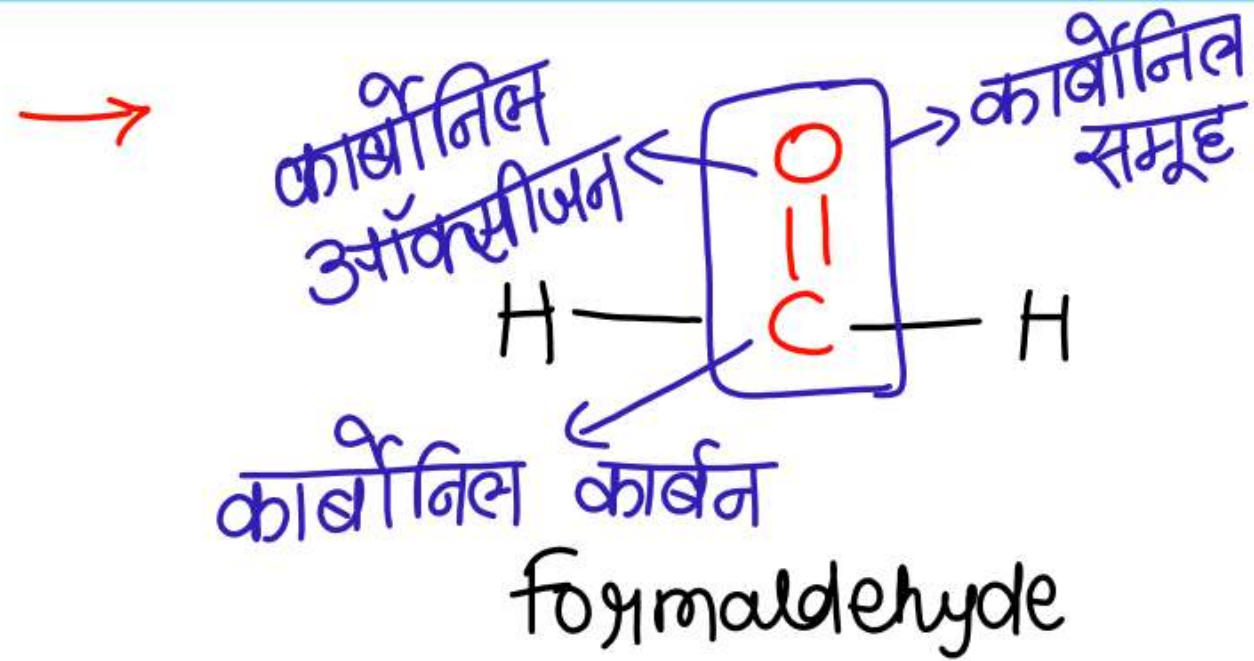 कार्बोनिल
ऑक्सीजन
कार्बोनिल
समूह
O
||
H — C — H
कार्बोनिल कार्बन
formaldehyde